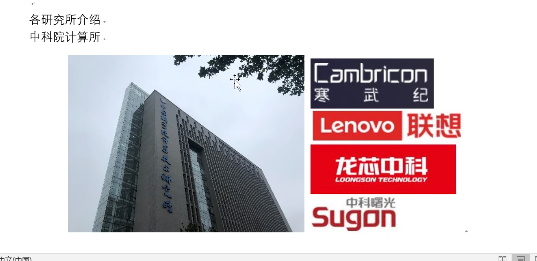 各研究所介绍
中科院计算所
Cambricon
寒武纪
Lenovo 联想
龙芯中科
LOONGSON TECHNOLOGY
中科曙光
Sugon